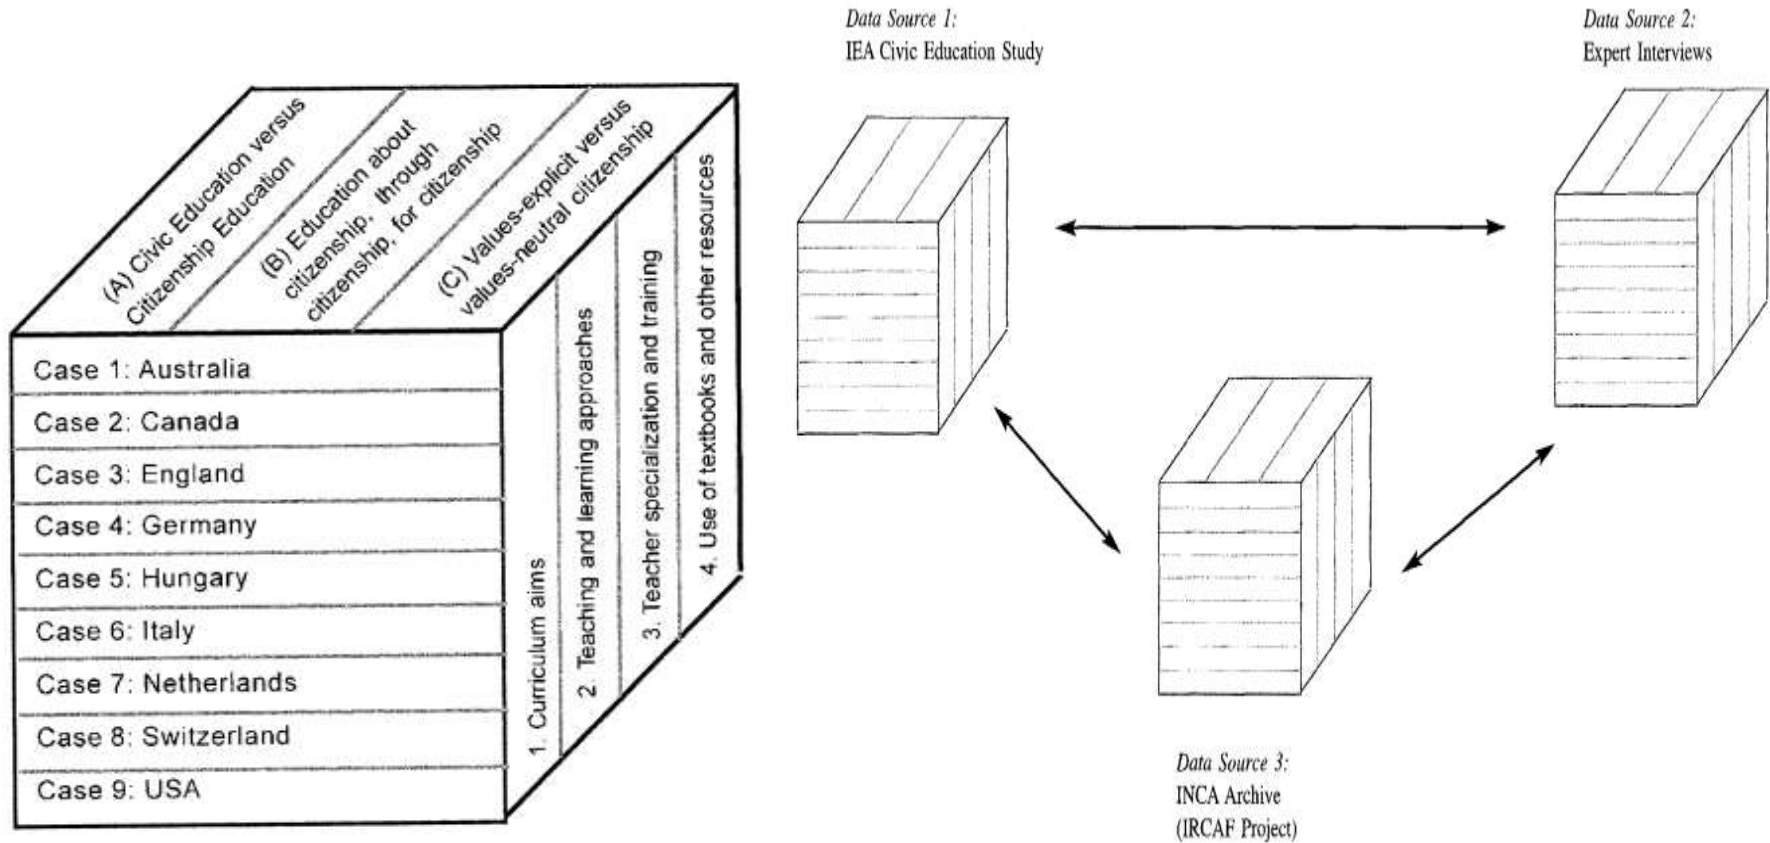 (A) Civic Education versus
Citizenship Education
(B) Education about
citizenship, through
citizenship, for citizenship
(C) Values-explicit versus
values-neutral citizenship
Case 1: Australia
Case 2: Canada
Case 3: England
Case 4: Germany
Case 5: Hungary
Case 6: Italy
Case 7: Netherlands
Case 8: Switzerland
Case 9: USA
1. Curriculum aims
2. Teaching and learning approaches
3. Teacher specialization and training
4. Use of textbooks and other resources
Data Source 1:
IEA Civic Education Study
Data Source 2:
Expert Interviews
Data Source 3:
INCA Archive
(IRCAF Project)